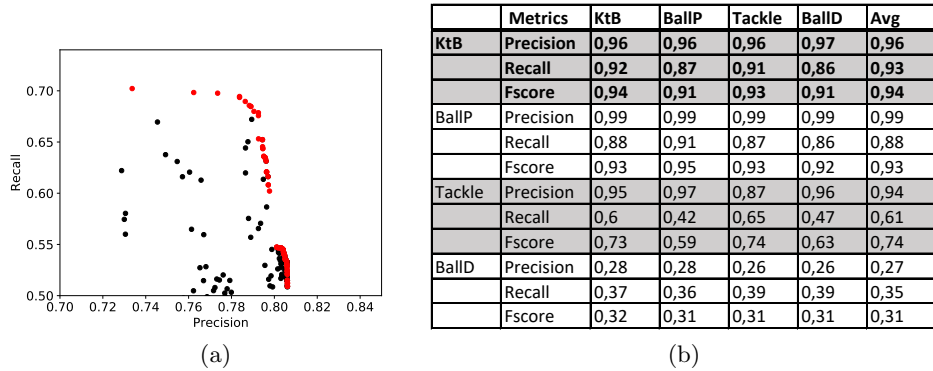 0.70
0.65
0.60
0.55
0.50
Recall
0.70 0.72 0.74 0.76 0.78 0.80 0.82 0.84
Precision
(a)
Metrics KtB BallP Tackle BallD Avg
KtB Precision 0,96 0,96 0,96 0,97 0,96
Recall 0,92 0,87 0,91 0,86 0,93
Fscore 0,94 0,91 0,93 0,91 0,94
BallP Precision 0,99 0,99 0,99 0,99 0,99
Recall 0,88 0,91 0,87 0,86 0,88
Fscore 0,93 0,95 0,93 0,92 0,93
Tackle Precision 0,95 0,97 0,87 0,96 0,94
Recall 0,6 0,42 0,65 0,47 0,61
Fscore 0,73 0,59 0,74 0,63 0,74
BallD Precision 0,28 0,28 0,26 0,26 0,27
Recall 0,37 0,36 0,39 0,39 0,35
Fscore 0,32 0,31 0,31 0,31 0,31
(b)